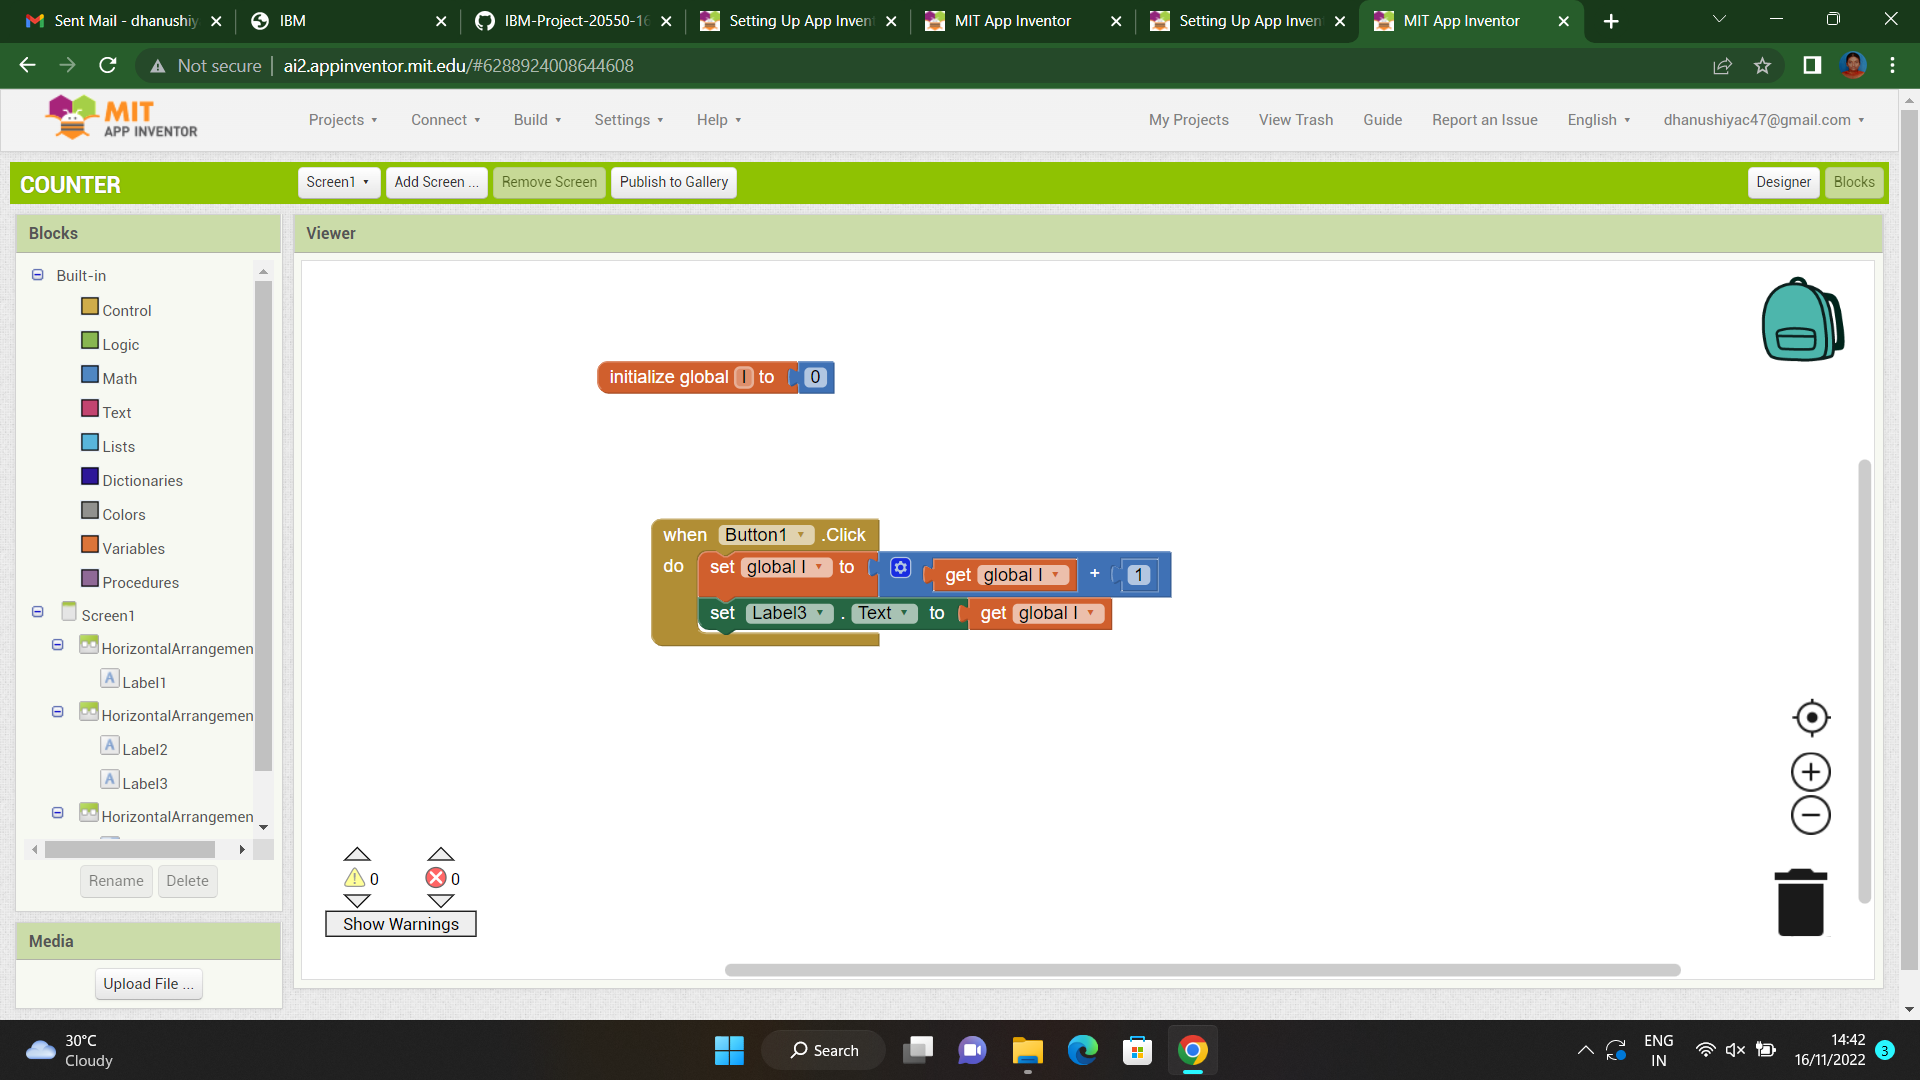 Sent Mail - dhanushiy
IBM
IBM-Project-20550-16
Setting Up App Invent
MIT App Inventor
Setting Up App Invent
MIT App Inventor
Not secure
ai2.appinventor.mit.edu/#6288924008644608
MIT
APP INVENTOR
Projects
Connect
Build
Settings
Help
My Projects
View Trash
Guide
Report an Issue
English
dhanushiyac47@gmail.com
COUNTER
Screen1
Add Screen ...
Remove Screen
Publish to Gallery
Designer
Blocks
Blocks
Viewer
Built-in
Control
Logic
Math
Text
Lists
Dictionaries
Colors
Variables
Procedures
Screen1
HorizontalArrangemen
Label1
HorizontalArrangemen
Label2
Label3
HorizontalArrangemen
Rename
Delete
Media
Upload File ...
initialize global I to 0
when Button1 .Click
do set global I to get global I + 1
set Label3 . Text to get global I
0
0
Show Warnings
30°C
Cloudy
Search
ENG
IN
14:42
16/11/2022
3